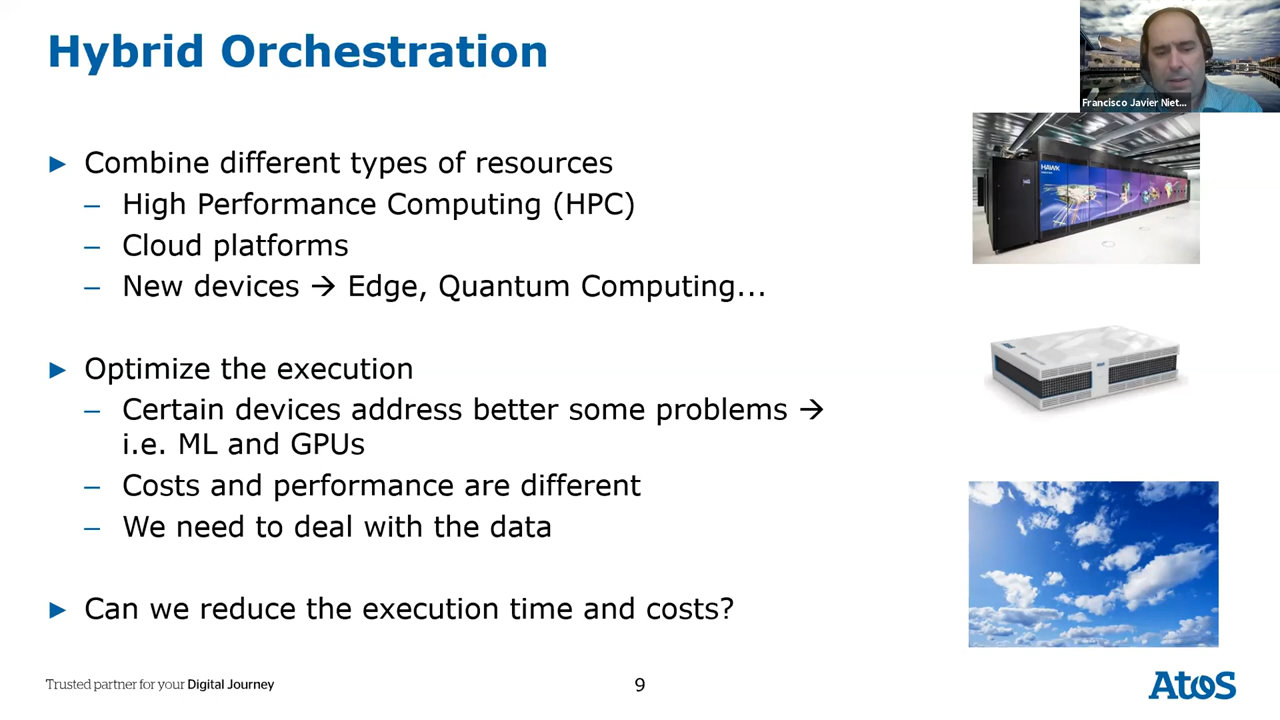 Hybrid Orchestration
Francisco Javier Niet...
► Combine different types of resources
– High Performance Computing (HPC)
– Cloud platforms
– New devices → Edge, Quantum Computing...
► Optimize the execution
– Certain devices address better some problems →
i.e. ML and GPUs
– Costs and performance are different
– We need to deal with the data
► Can we reduce the execution time and costs?
HAWK
Trusted partner for your Digital Journey
9
Atos